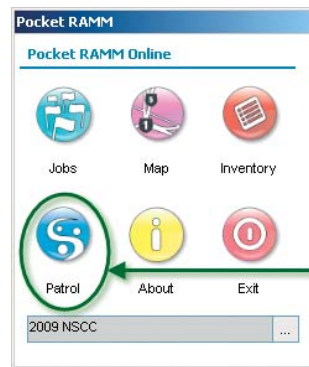 Pocket RAMM
Pocket RAMM Online
Jobs Map Inventory
Patrol About Exit
2009 NSCC ...